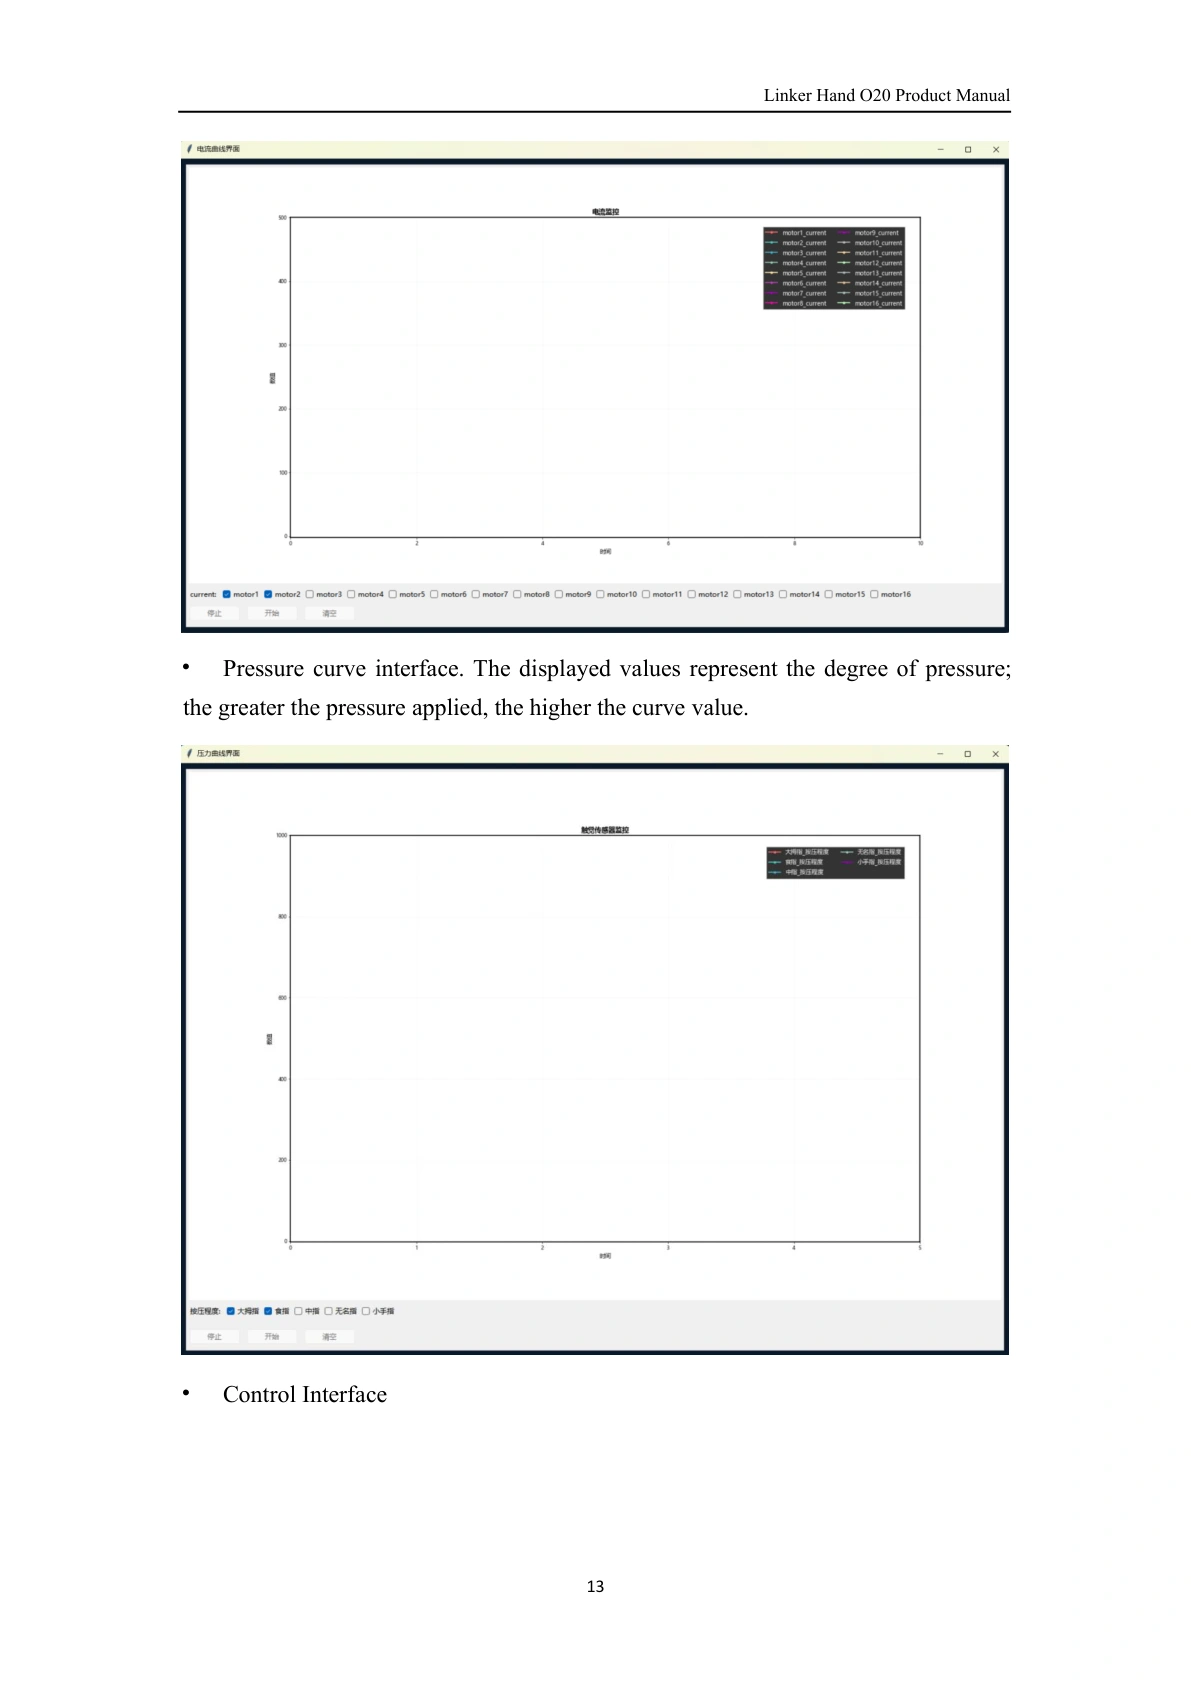 Linker Hand O20 Product Manual
电流曲线界面
电流监控
500
400
300
200
100
0
数值
0 2 4 6 8 10
时间
motor1_current motor9_current
motor2_current motor10_current
motor3_current motor11_current
motor4_current motor12_current
motor5_current motor13_current
motor6_current motor14_current
motor7_current motor15_current
motor8_current motor16_current
current: motor1 motor2 motor3 motor4 motor5 motor6 motor7 motor8 motor9 motor10 motor11 motor12 motor13 motor14 motor15 motor16
停止 开始 清空
• Pressure curve interface. The displayed values represent the degree of pressure;
the greater the pressure applied, the higher the curve value.
压力曲线界面
触觉传感器监控
1000
800
600
400
200
0
数值
0 1 2 3 4 5
时间
大拇指_按压程度 无名指_按压程度
食指_按压程度 小手指_按压程度
中指_按压程度
按压程度: 大拇指 食指 中指 无名指 小手指
停止 开始 清空
• Control Interface
13